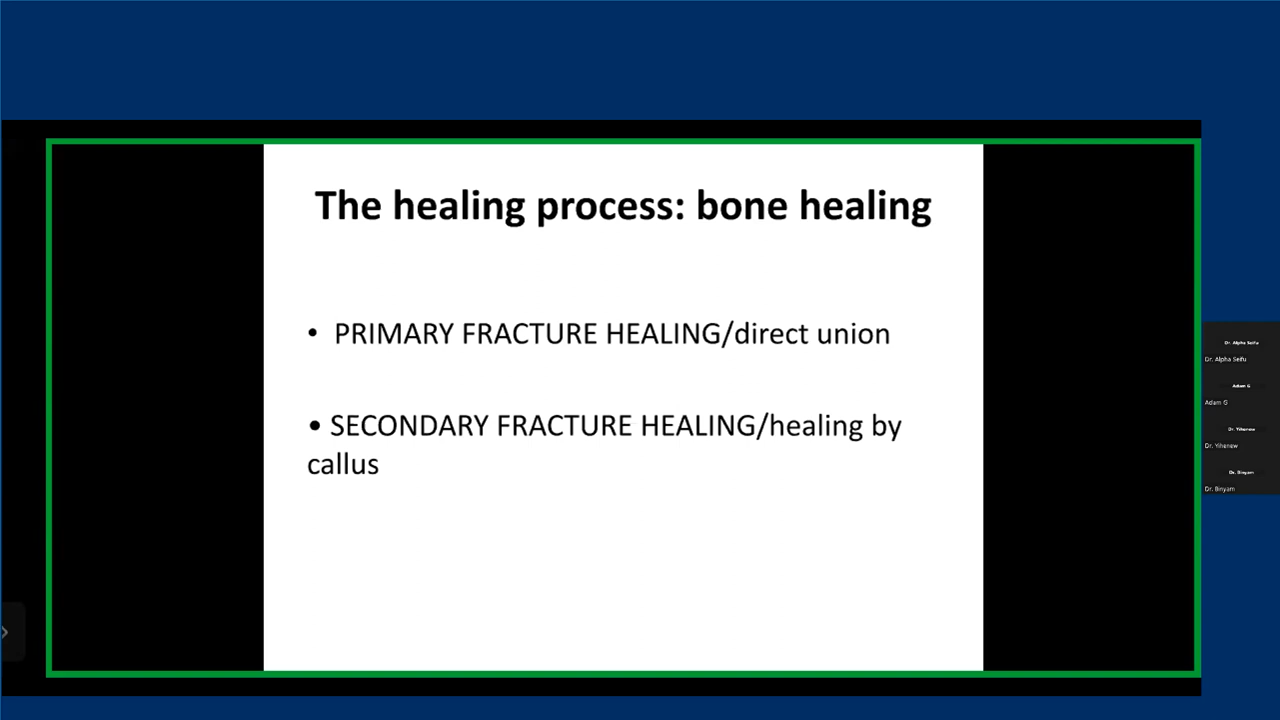 The healing process: bone healing
• PRIMARY FRACTURE HEALING/direct union
• SECONDARY FRACTURE HEALING/healing by
callus
Dr. Alpha Seifu
Dr. Alpha Seifu
Adam G
Adam G
Dr. Yihenew
Dr. Yihenew
Dr. Binyam
Dr. Binyam